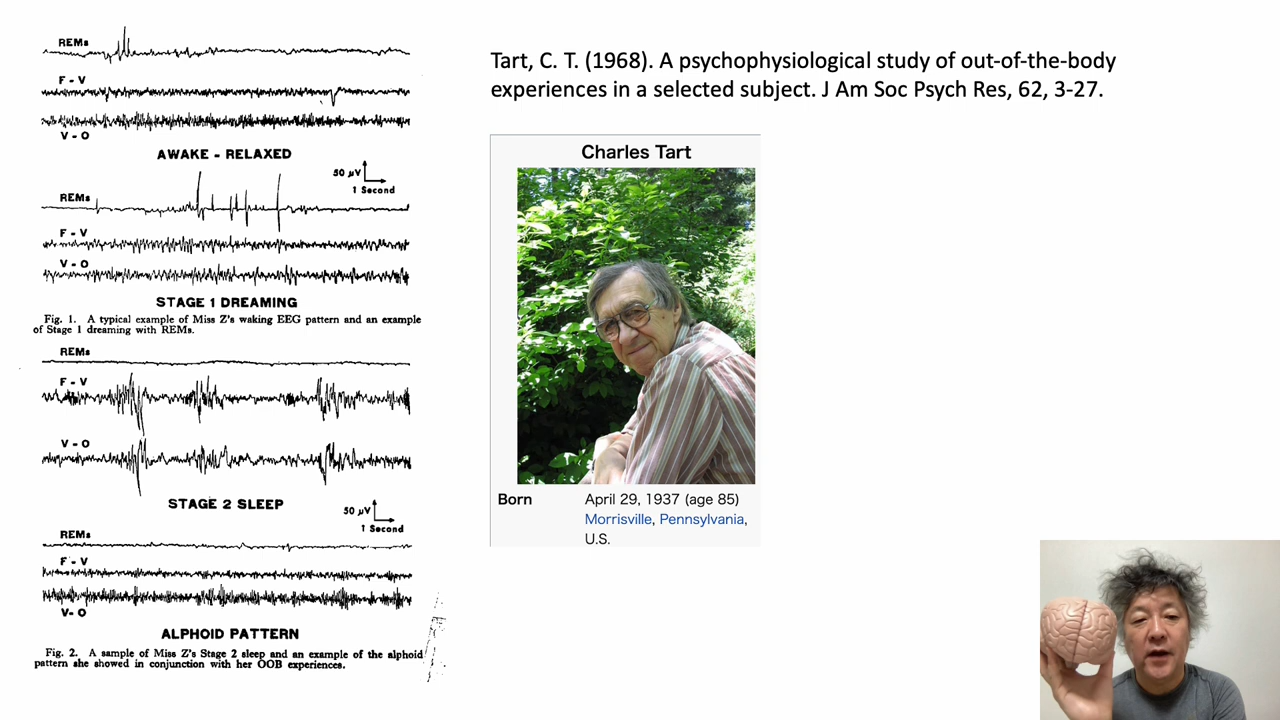 REMs
F - V
V - O
AWAKE - RELAXED
50 μV
1 Second
REMs
F - V
V - O
STAGE 1 DREAMING
Fig. 1. A typical example of Miss Z's waking EEG pattern and an example
of Stage 1 dreaming with REMs.
REMs
F - V
V - O
STAGE 2 SLEEP
50 μV
1 Second
REMs
F - V
V- O
ALPHOID PATTERN
Fig. 2. A sample of Miss Z's Stage 2 sleep and an example of the alphoid
pattern she showed in conjunction with her OOB experiences.
Tart, C. T. (1968). A psychophysiological study of out-of-the-body
experiences in a selected subject. J Am Soc Psych Res, 62, 3-27.
Charles Tart
Born April 29, 1937 (age 85)
Morrisville, Pennsylvania,
U.S.